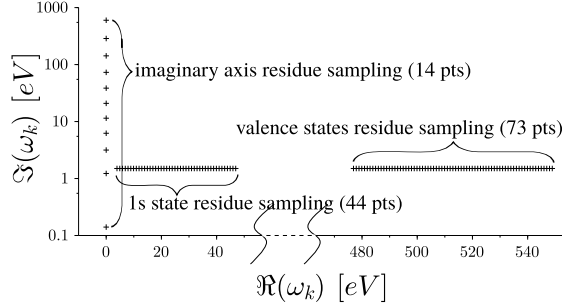 1000
100
10
1
0.1
ℑ(ω_k) [eV]
imaginary axis residue sampling (14 pts)
valence states residue sampling (73 pts)
1s state residue sampling (44 pts)
0 20 40 480 500 520 540
ℜ(ω_k) [eV]